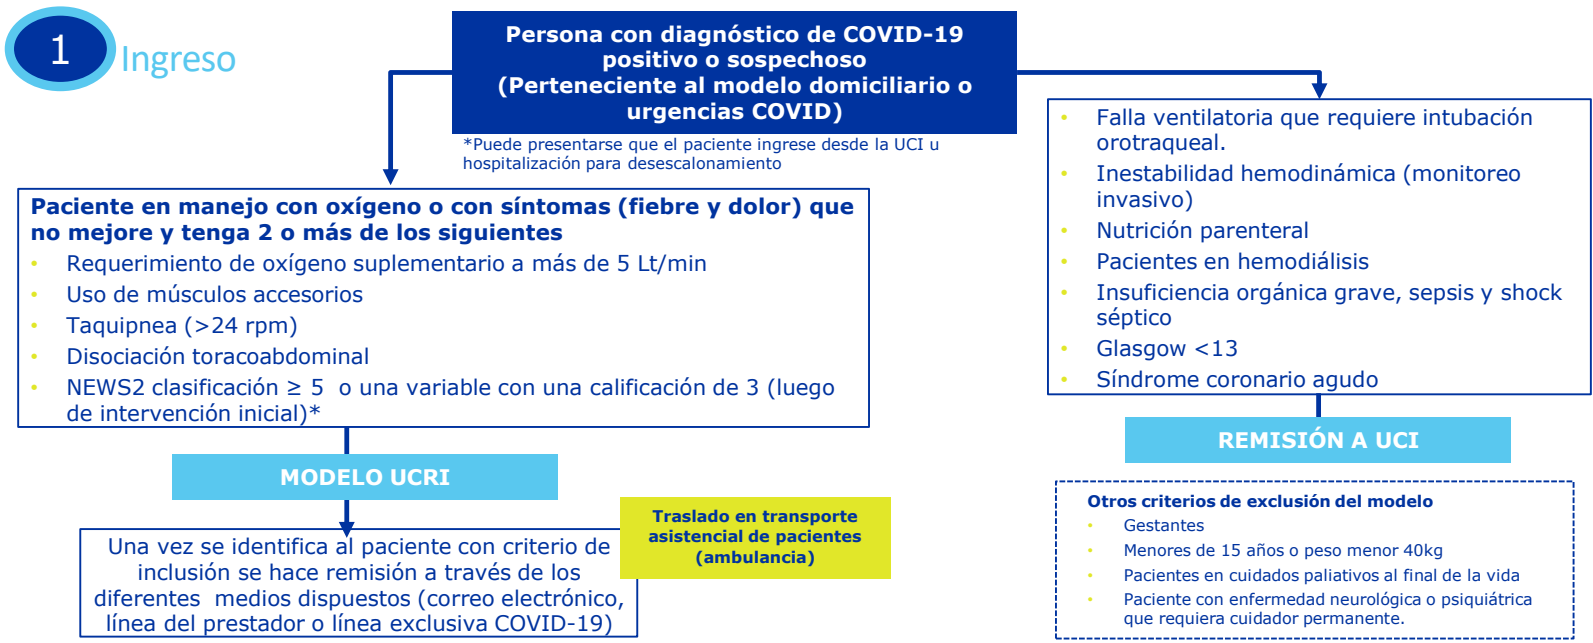 1
Ingreso
Persona con diagnóstico de COVID-19
positivo o sospechoso
(Perteneciente al modelo domiciliario o
urgencias COVID)
*Puede presentarse que el paciente ingrese desde la UCI u
hospitalización para desescalonamiento
Paciente en manejo con oxígeno o con síntomas (fiebre y dolor) que
no mejore y tenga 2 o más de los siguientes
• Requerimiento de oxígeno suplementario a más de 5 Lt/min
• Uso de músculos accesorios
• Taquipnea (>24 rpm)
• Disociación toracoabdominal
• NEWS2 clasificación ≥ 5 o una variable con una calificación de 3 (luego
de intervención inicial)*
MODELO UCRI
Una vez se identifica al paciente con criterio de
inclusión se hace remisión a través de los
diferentes medios dispuestos (correo electrónico,
línea del prestador o línea exclusiva COVID-19)
Traslado en transporte
asistencial de pacientes
(ambulancia)
• Falla ventilatoria que requiere intubación
orotraqueal.
• Inestabilidad hemodinámica (monitoreo
invasivo)
• Nutrición parenteral
• Pacientes en hemodiálisis
• Insuficiencia orgánica grave, sepsis y shock
séptico
• Glasgow <13
• Síndrome coronario agudo
REMISIÓN A UCI
Otros criterios de exclusión del modelo
• Gestantes
• Menores de 15 años o peso menor 40kg
• Pacientes en cuidados paliativos al final de la vida
• Paciente con enfermedad neurológica o psiquiátrica
que requiera cuidador permanente.